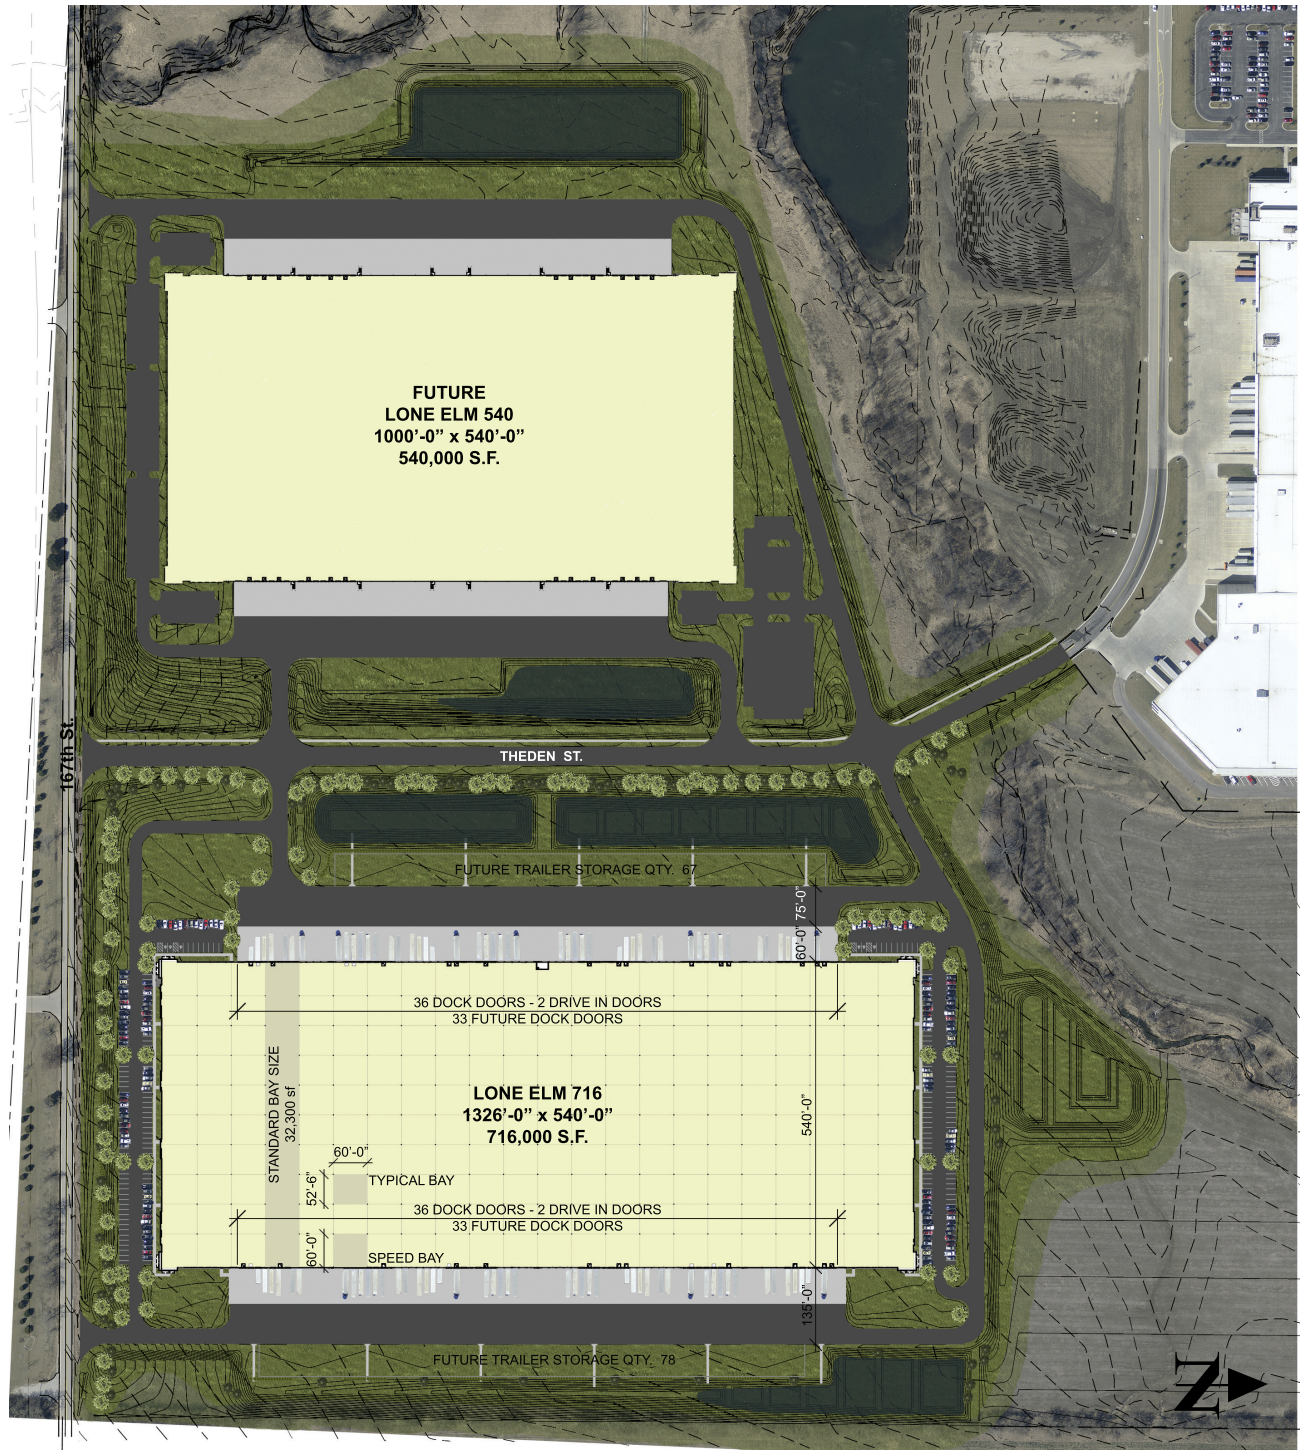 FUTURE
LONE ELM 540
1000’-0” x 540’-0”
540,000 S.F.
167th St.
THEDEN ST.
FUTURE TRAILER STORAGE QTY. 67
75’-0”
60’-0”
36 DOCK DOORS - 2 DRIVE IN DOORS
33 FUTURE DOCK DOORS
STANDARD BAY SIZE
32,300 sf
LONE ELM 716
1326’-0” x 540’-0”
716,000 S.F.
540’-0”
60’-0”
52’-6”
TYPICAL BAY
36 DOCK DOORS - 2 DRIVE IN DOORS
33 FUTURE DOCK DOORS
60’-0”
SPEED BAY
135’-0”
FUTURE TRAILER STORAGE QTY. 78
N